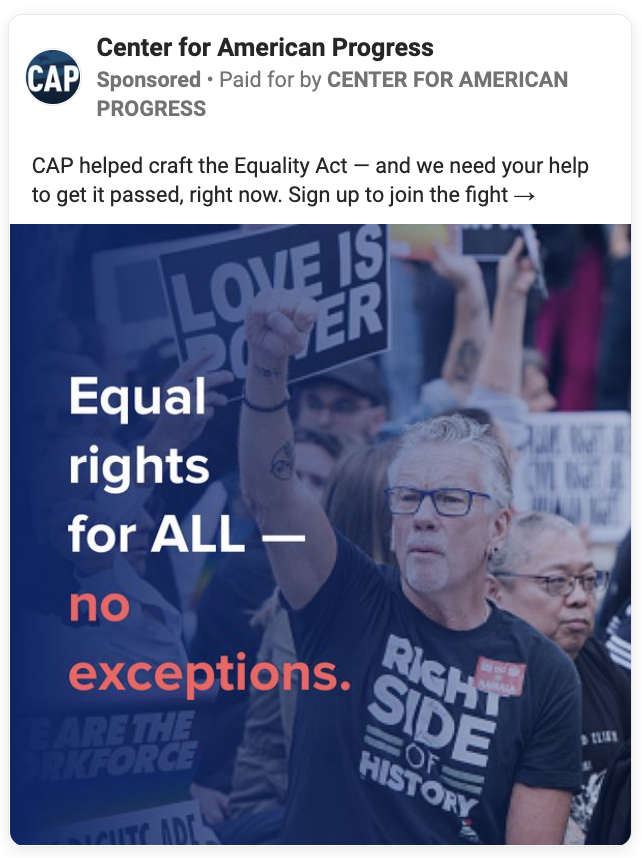 CAP
Center for American Progress
Sponsored • Paid for by CENTER FOR AMERICAN
PROGRESS
CAP helped craft the Equality Act — and we need your help
to get it passed, right now. Sign up to join the fight →
LOVE IS
POWER
Equal
rights
for ALL —
no
exceptions.
RIGHT
SIDE
OF
HISTORY
ARE THE
RKFORCE
RIGHTS ARE